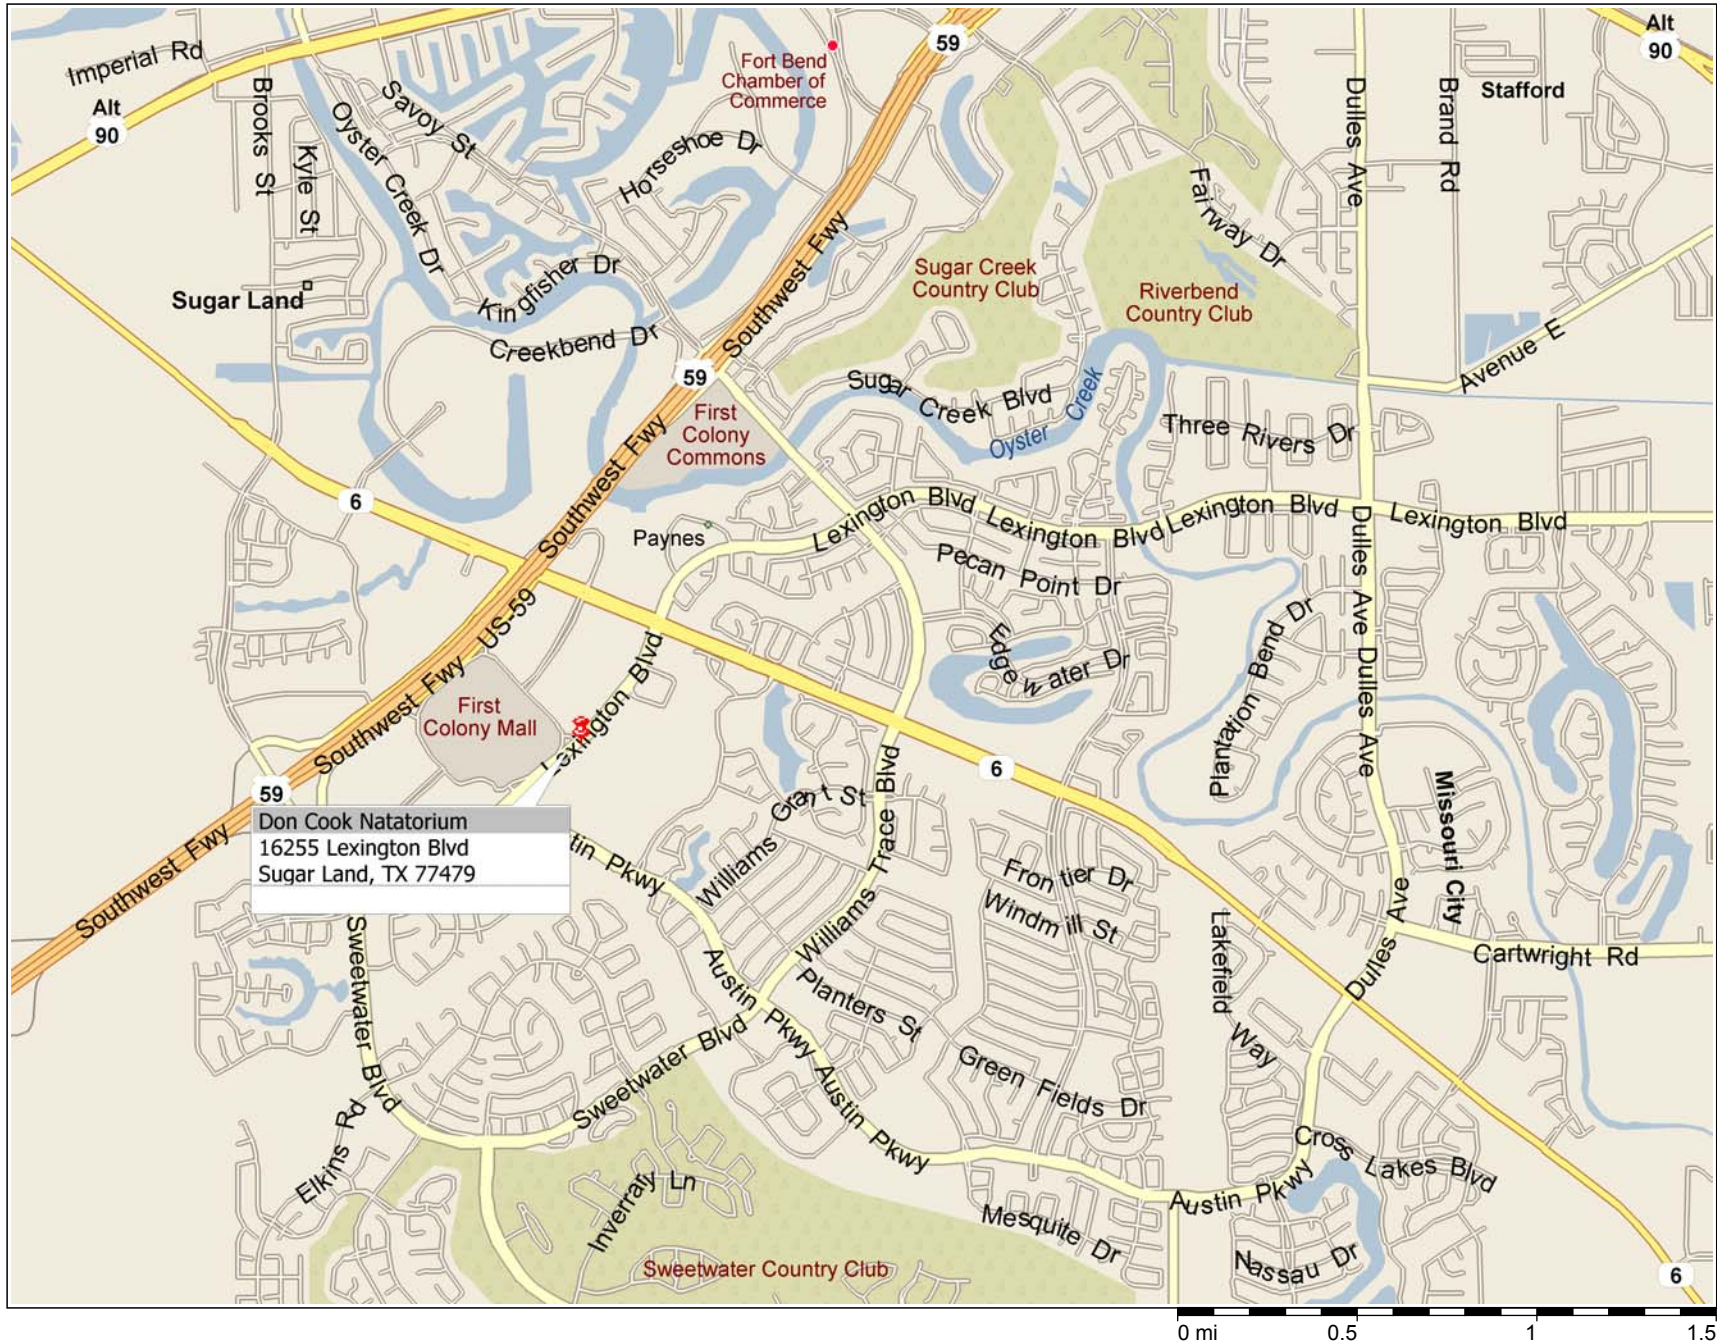 Imperial Rd
Alt
90
Brooks St
Kyle St
Oyster Creek Dr
Savoy St
Horseshoe Dr
Fort Bend
Chamber of
Commerce
59
Dulles Ave
Brand Rd
Stafford
Alt
90
Fairway Dr
Sugar Land
Kingfisher Dr
Creekbend Dr
Southwest Fwy
Sugar Creek
Country Club
Riverbend
Country Club
Avenue E
59
First
Colony
Commons
Sugar Creek Blvd
Oyster Creek
Three Rivers Dr
6
Southwest Fwy
Paynes
Lexington Blvd
Lexington Blvd
Lexington Blvd
Lexington Blvd
Pecan Point Dr
Dulles Ave
Dulles Ave
US-59
Edgewater Dr
Plantation Bend Dr
Lexington Blvd
Southwest Fwy
First
Colony Mall
6
59
Don Cook Natatorium
16255 Lexington Blvd
Sugar Land, TX 77479
Southwest Fwy
tin Pkwy
Williams Grant St
Williams Trace Blvd
Frontier Dr
Windmill St
Lakefield Way
Missouri City
Dulles Ave
Cartwright Rd
Sweetwater Blvd
Austin Pkwy
Planters St
Sweetwater Blvd
Austin Pkwy
Green Fields Dr
Elkins Rd
Inverrary Ln
Cross Lakes Blvd
Austin Pkwy
Mesquite Dr
Nassau Dr
Sweetwater Country Club
6
0 mi 0.5 1 1.5